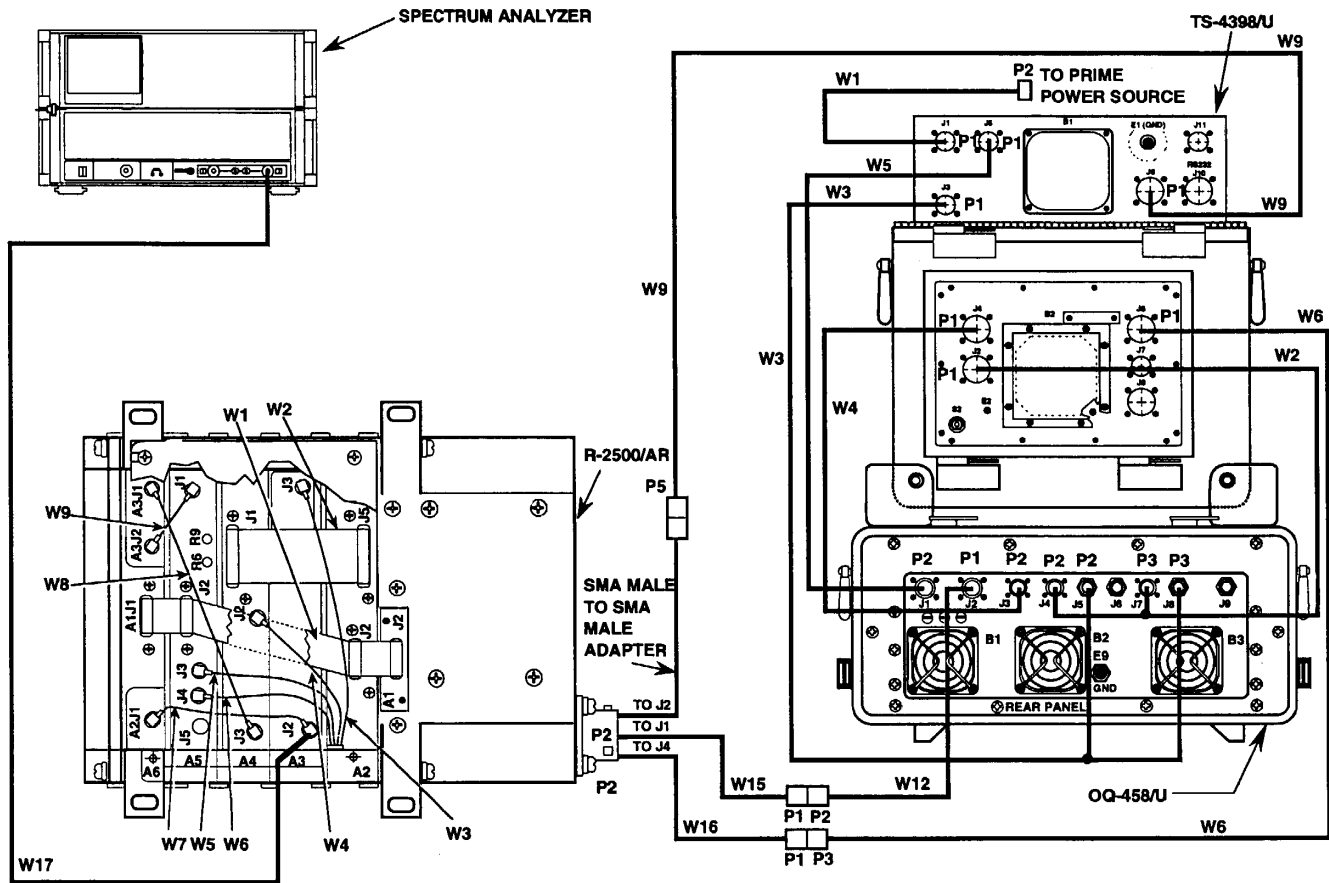 SPECTRUM ANALYZER
TS-4398/U
W9
P2 TO PRIME
POWER SOURCE
W1
J1
P1
P1
B1
E1 (GND)
J11
W5
RS232
J10
P1
W3
J3
P1
W9
W9
W6
P1
B2
P1
W3
J2
P1
J7
W2
W4
E2
W1
W2
R-2500/AR
P5
A3J1
J1
J3
W9
J1
J5
A3J2
R9
R6
W8
J2
A1J1
J2
J2
J2
SMA MALE
TO SMA
MALE
ADAPTER
P2
P1
P2
P2
P2
P3
P3
J1
J2
J3
J4
J5
J6
J7
J8
J9
B1
B2
B3
E9
GND
REAR PANEL
J3
J4
A1
A2J1
J5
J3
J2
TO J2
TO J1
TO J4
P2
P2
A6
A5
A4
A3
A2
W15
W12
P1 P2
OQ-458/U
W7
W5
W6
W4
W3
W16
W6
P1 P3
W17